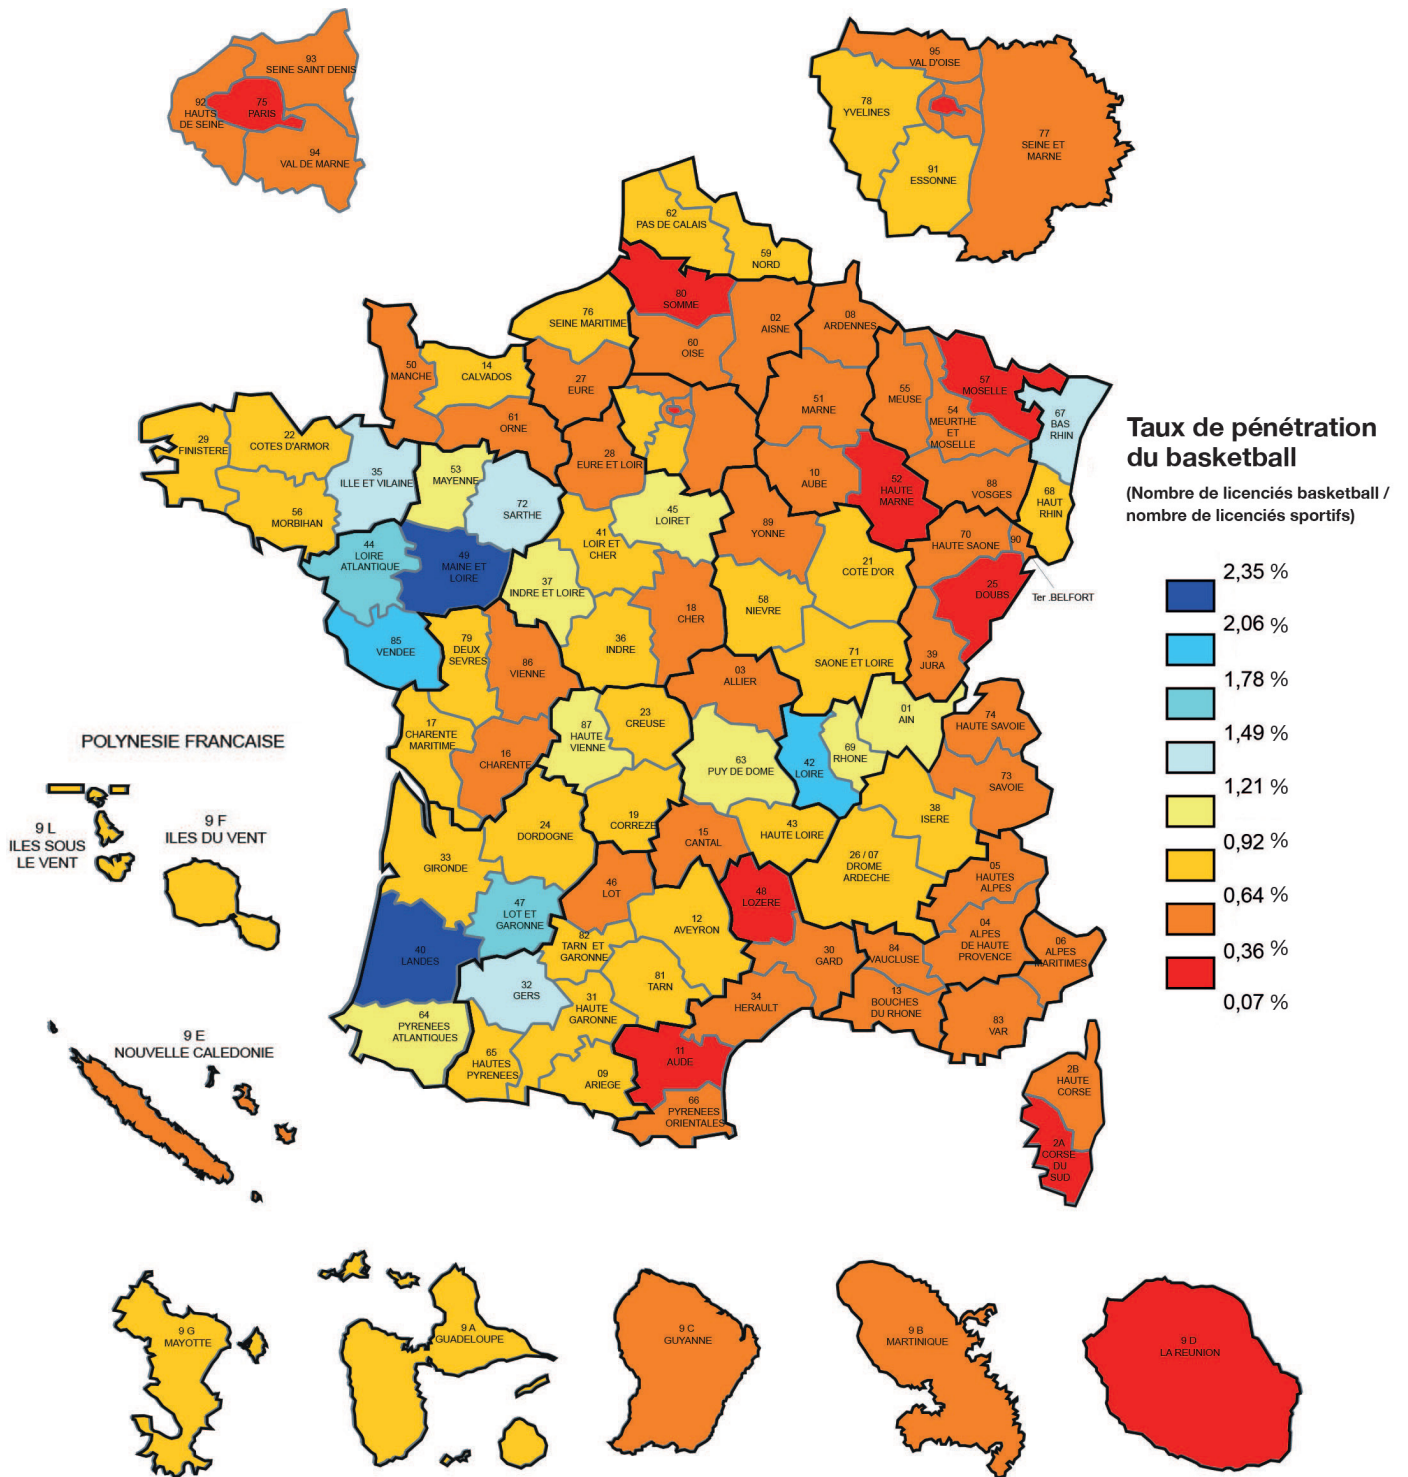 93
SEINE SAINT DENIS
92
HAUTS
DE SEINE
75
PARIS
94
VAL DE MARNE
95
VAL D'OISE
78
YVELINES
77
SEINE ET
MARNE
91
ESSONNE
62
PAS DE CALAIS
59
NORD
80
SOMME
76
SEINE MARITIME
02
AISNE
08
ARDENNES
60
OISE
50
MANCHE
14
CALVADOS
27
EURE
61
ORNE
51
MARNE
55
MEUSE
54
MEURTHE
ET
MOSELLE
57
MOSELLE
67
BAS
RHIN
29
FINISTERE
22
COTES D'ARMOR
35
ILLE ET VILAINE
53
MAYENNE
72
SARTHE
28
EURE ET LOIR
10
AUBE
52
HAUTE
MARNE
88
VOSGES
68
HAUT
RHIN
56
MORBIHAN
45
LOIRET
41
LOIR ET
CHER
89
YONNE
70
HAUTE SAONE
90
Ter .BELFORT
44
LOIRE
ATLANTIQUE
49
MAINE ET
LOIRE
37
INDRE ET LOIRE
21
COTE D'OR
25
DOUBS
58
NIEVRE
18
CHER
36
INDRE
85
VENDEE
79
DEUX
SEVRES
86
VIENNE
71
SAONE ET LOIRE
39
JURA
03
ALLIER
01
AIN
74
HAUTE SAVOIE
17
CHARENTE
MARITIME
16
CHARENTE
87
HAUTE
VIENNE
23
CREUSE
63
PUY DE DOME
42
LOIRE
69
RHONE
73
SAVOIE
38
ISERE
24
DORDOGNE
19
CORREZE
15
CANTAL
43
HAUTE LOIRE
26 / 07
DROME
ARDECHE
05
HAUTES
ALPES
33
GIRONDE
47
LOT ET
GARONNE
46
LOT
12
AVEYRON
48
LOZERE
04
ALPES
DE HAUTE
PROVENCE
06
ALPES
MARITIMES
40
LANDES
82
TARN ET
GARONNE
81
TARN
30
GARD
84
VAUCLUSE
32
GERS
31
HAUTE
GARONNE
34
HERAULT
13
BOUCHES
DU RHONE
83
VAR
64
PYRENEES
ATLANTIQUES
65
HAUTES
PYRENEES
09
ARIEGE
11
AUDE
66
PYRENEES
ORIENTALES
2B
HAUTE
CORSE
2A
CORSE
DU
SUD
Taux de pénétration
du basketball
(Nombre de licenciés basketball /
nombre de licenciés sportifs)
2,35 %
2,06 %
1,78 %
1,49 %
1,21 %
0,92 %
0,64 %
0,36 %
0,07 %
POLYNESIE FRANCAISE
9 L
ILES SOUS
LE VENT
9 F
ILES DU VENT
9 E
NOUVELLE CALEDONIE
9 G
MAYOTTE
9 A
GUADELOUPE
9 C
GUYANNE
9 B
MARTINIQUE
9 D
LA REUNION